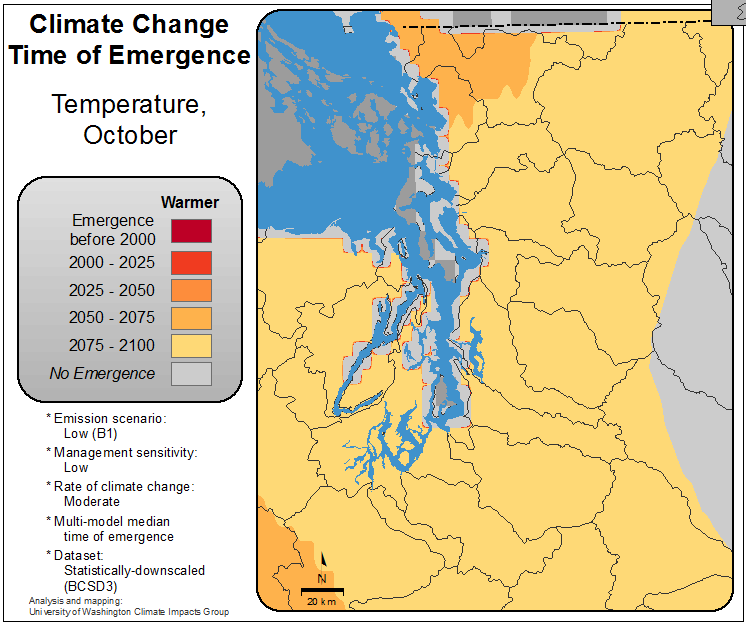 Climate Change
Time of Emergence
Temperature,
October
Warmer
Emergence
before 2000
2000 - 2025
2025 - 2050
2050 - 2075
2075 - 2100
No Emergence
* Emission scenario:
Low (B1)
* Management sensitivity:
Low
* Rate of climate change:
Moderate
* Multi-model median
time of emergence
* Dataset:
Statistically-downscaled
(BCSD3)
Analysis and mapping:
University of Washington Climate Impacts Group
N
20 km